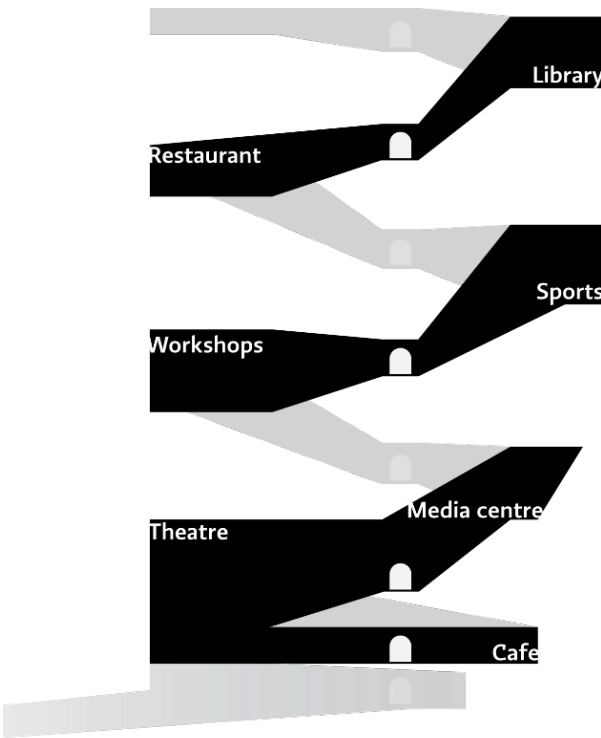 Library
Restaurant
Sports
Workshops
Media centre
Theatre
Cafe